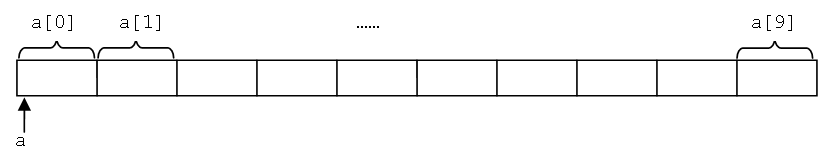 a[0] a[1] ...... a[9]
a